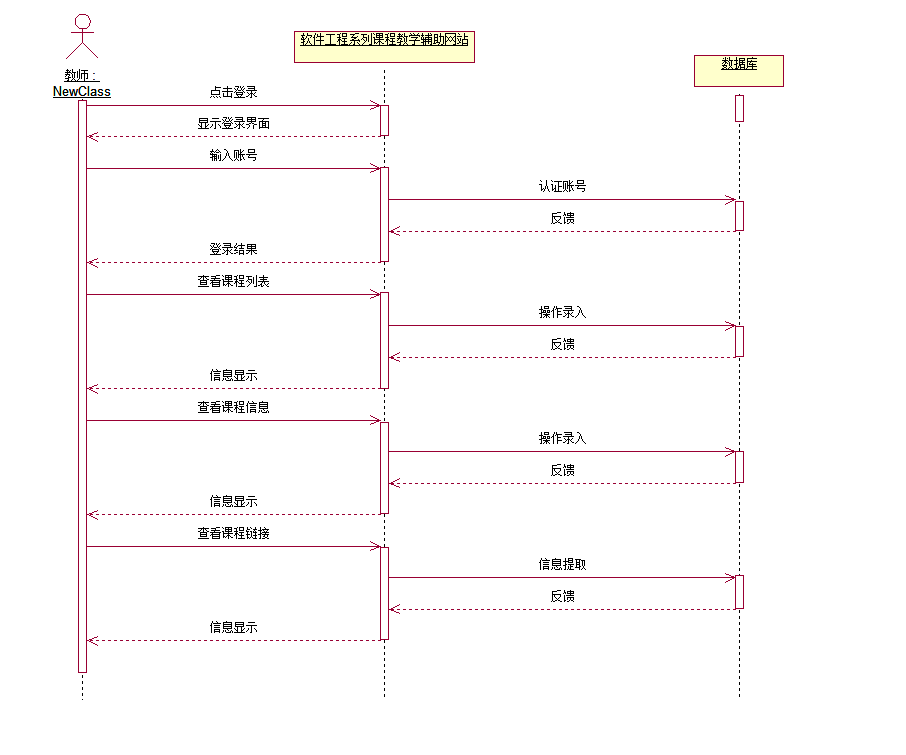 软件工程系列课程教学辅助网站
数据库
教师：
NewClass
点击登录
显示登录界面
输入账号
认证账号
反馈
登录结果
查看课程列表
操作录入
反馈
信息显示
查看课程信息
操作录入
反馈
信息显示
查看课程链接
信息提取
反馈
信息显示